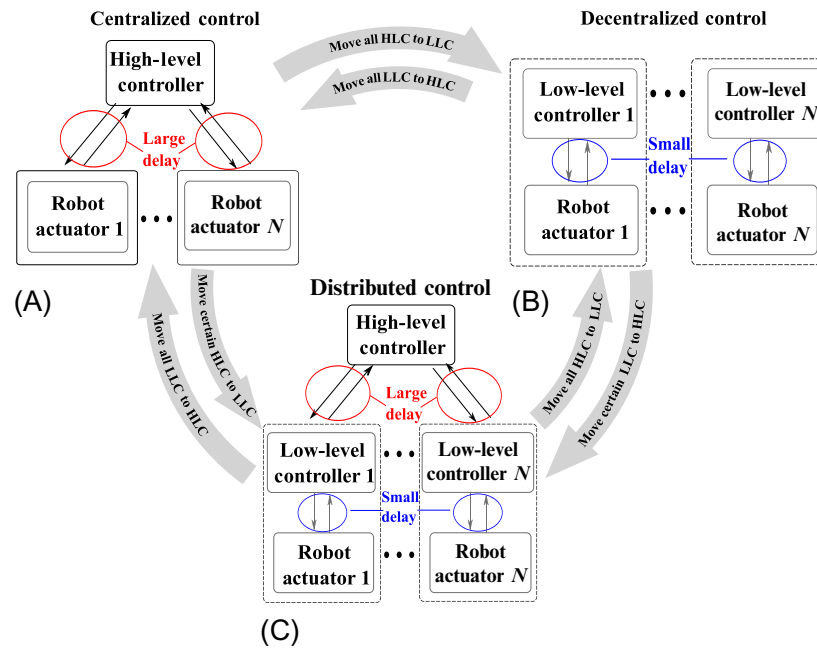 Centralized control
High-level
controller
Large
delay
Robot
actuator 1
Robot
actuator N
(A)
Move all HLC to LLC
Move all LLC to HLC
Decentralized control
Low-level
controller 1
Low-level
controller N
Small
delay
Robot
actuator 1
Robot
actuator N
(B)
Move all LLC to HLC
Move certain HLC to LLC
Move all HLC to LLC
Move certain LLC to HLC
Distributed control
High-level
controller
Large
delay
Low-level
controller 1
Low-level
controller N
Small
delay
Robot
actuator 1
Robot
actuator N
(C)